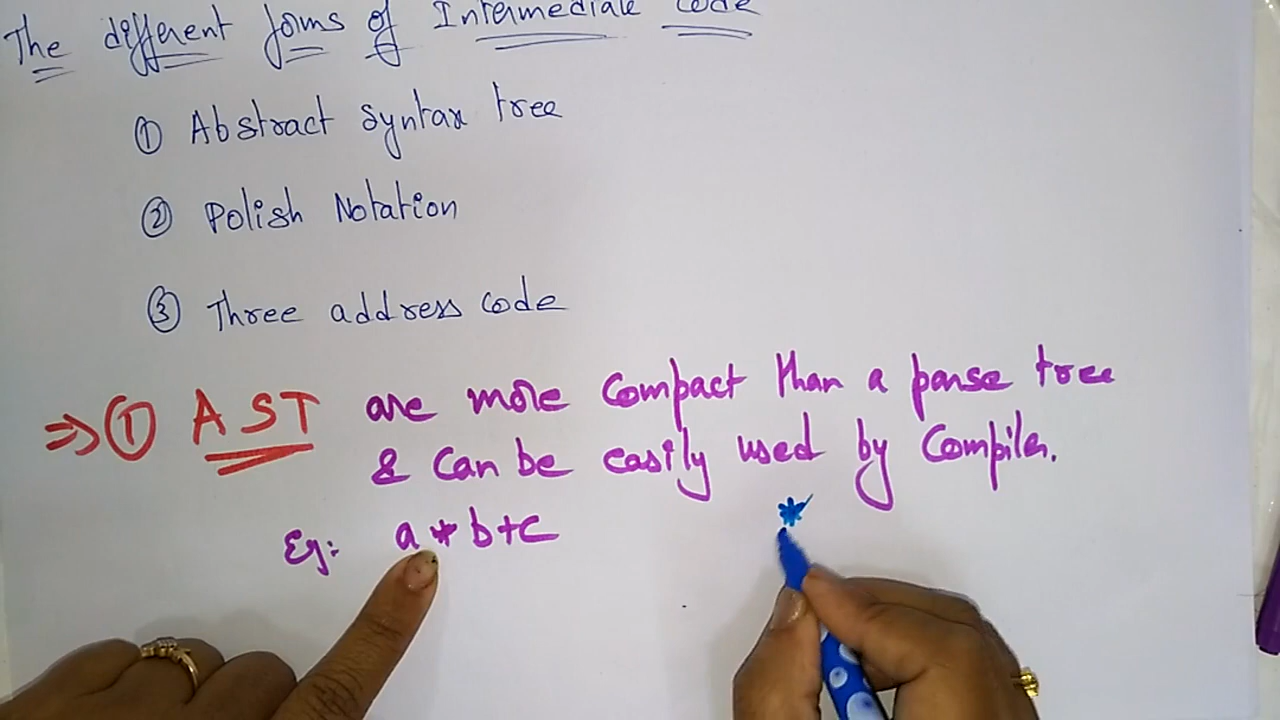 The different forms of Intermediate code
① Abstract Syntax tree
② Polish Notation
③ Three address code
⇒ ① AST are more compact than a parse tree
& can be easily used by compiler.
Eg:- a * b+c
*